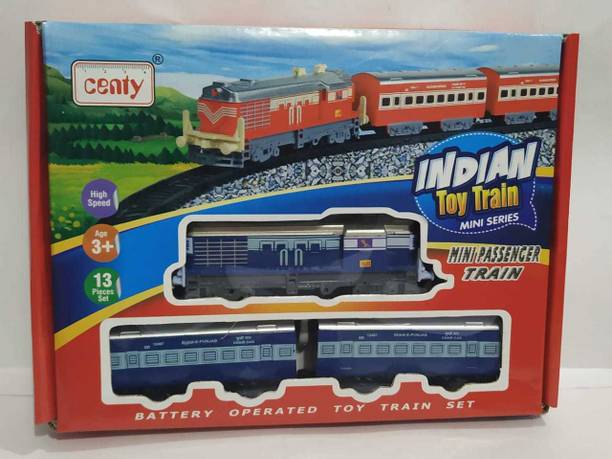 centy®
INDIAN
Toy Train
MINI SERIES
High
Speed
Age
3+
13
Pieces
Set
MINI PASSENGER
TRAIN
BATTERY OPERATED TOY TRAIN SET